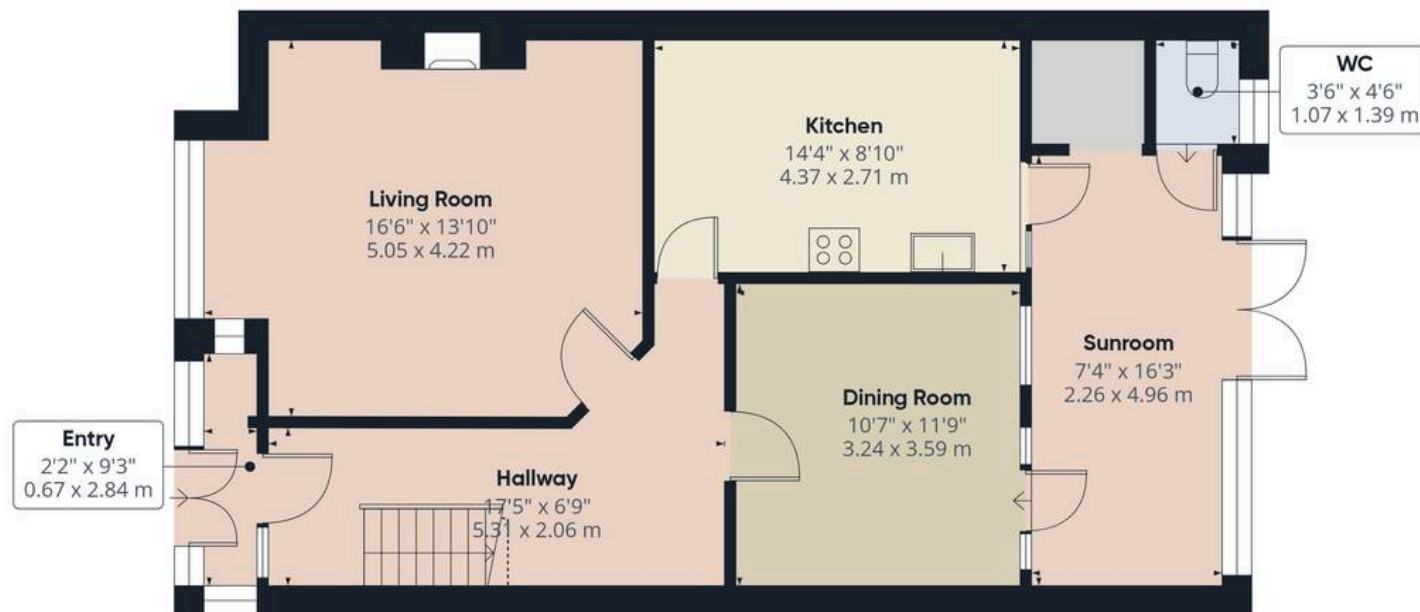 WC
3'6" x 4'6"
1.07 x 1.39 m
Kitchen
14'4" x 8'10"
4.37 x 2.71 m
Living Room
16'6" x 13'10"
5.05 x 4.22 m
Sunroom
7'4" x 16'3"
2.26 x 4.96 m
Dining Room
10'7" x 11'9"
3.24 x 3.59 m
Entry
2'2" x 9'3"
0.67 x 2.84 m
Hallway
17'5" x 6'9"
5.31 x 2.06 m